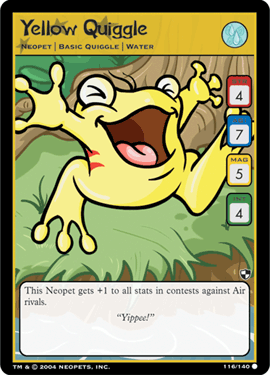 Yellow Quiggle
Neopet | Basic Quiggle | Water
4
7
MAG
5
4
This Neopet gets +1 to all stats in contests against Air
rivals.
"Yippee!"
TM & © 2004 NEOPETS, INC.
116/140